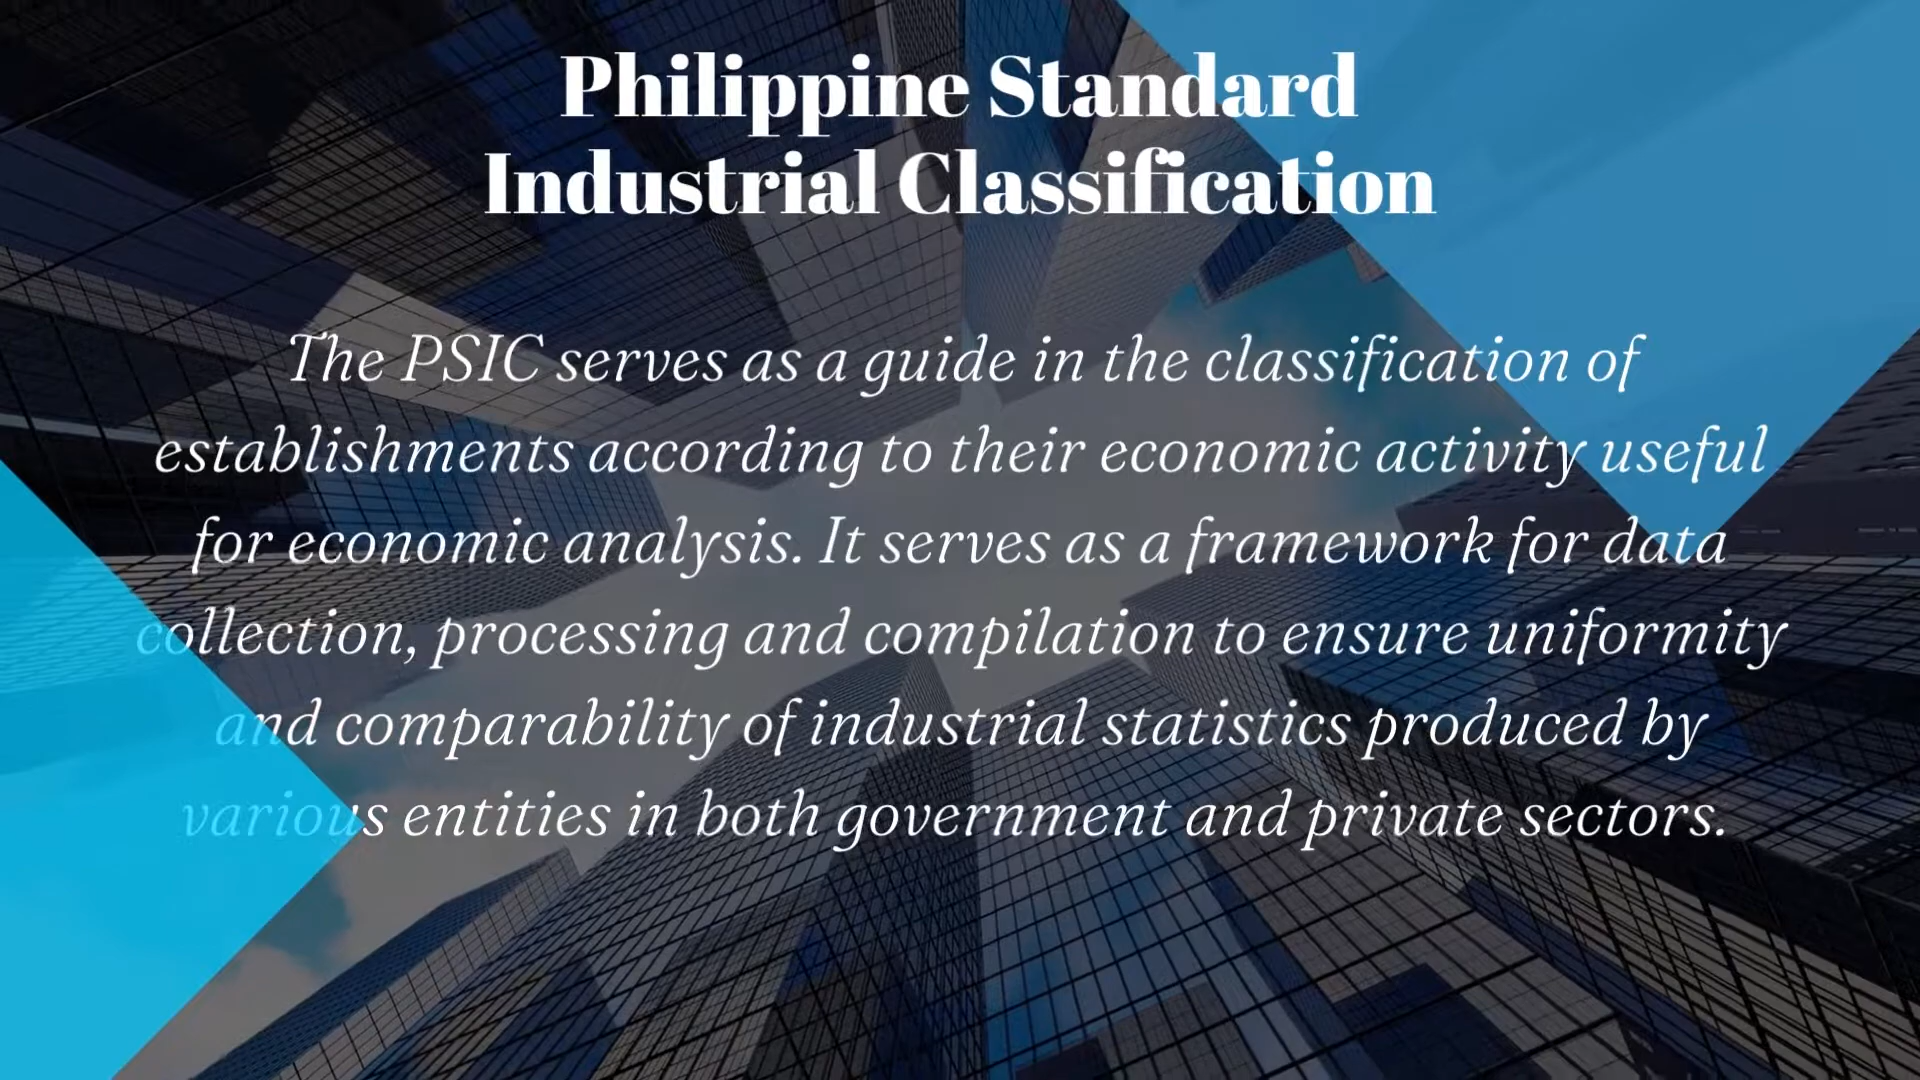 Philippine Standard
Industrial Classification
The PSIC serves as a guide in the classification of
establishments according to their economic activity useful
for economic analysis. It serves as a framework for data
collection, processing and compilation to ensure uniformity
and comparability of industrial statistics produced by
various entities in both government and private sectors.